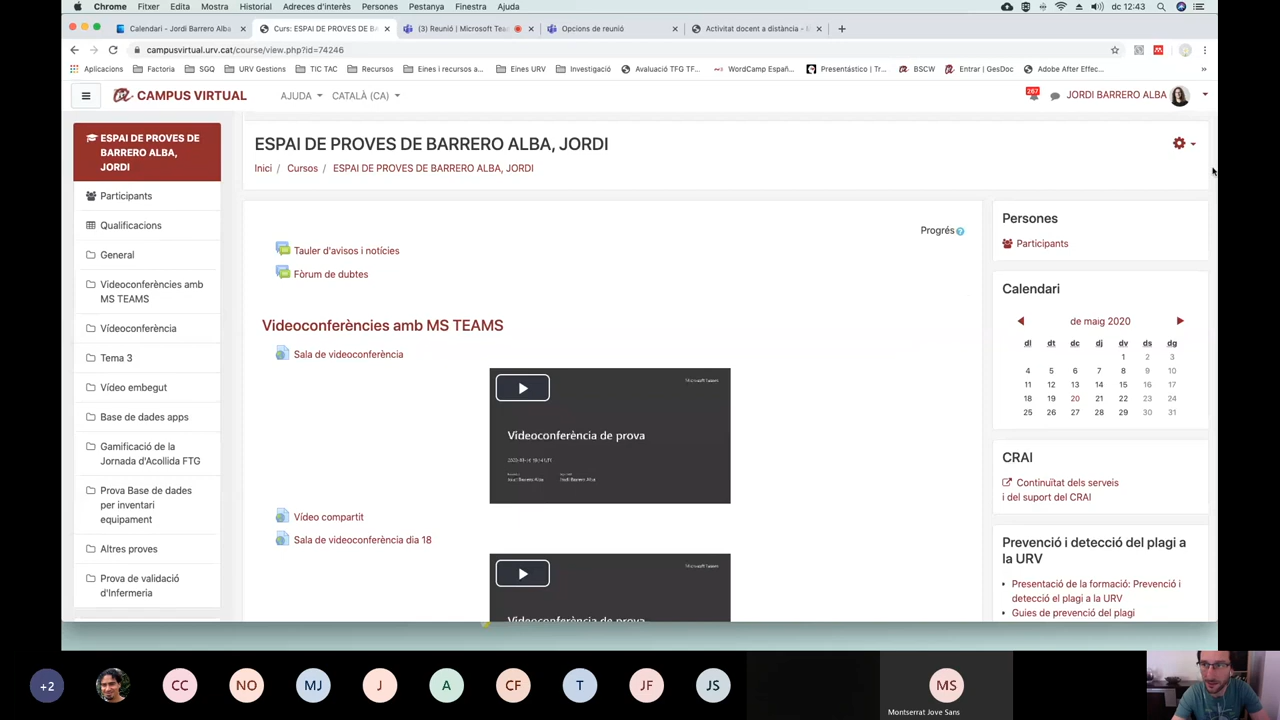 Chrome Fitxer Edita Mostra Historial Adreces d'interès Persones Pestanya Finestra Ajuda dc 12:43
Calendari - Jordi Barrero Alba
Curs: ESPAI DE PROVES DE B
(3) Reunió | Microsoft Tea
Opcions de reunió
Activitat docent a distància -
campusvirtual.urv.cat/course/view.php?id=74246
Aplicacions Factoria SGQ URV Gestions TIC TAC Recursos Eines i recursos a... Eines URV Investigació Avaluació TFG TF... WordCamp Españ... Presentástico | Tr... BSCW Entrar | GesDoc Adobe After Effec... »
CAMPUS VIRTUAL AJUDA CATALÀ (CA) 267 JORDI BARRERO ALBA
ESPAI DE PROVES DE
BARRERO ALBA,
JORDI
Participants
Qualificacions
General
Videoconferències amb
MS TEAMS
Vídeoconferència
Tema 3
Vídeo embegut
Base de dades apps
Gamificació de la
Jornada d'Acollida FTG
Prova Base de dades
per inventari
equipament
Altres proves
Prova de validació
d'Infermeria
ESPAI DE PROVES DE BARRERO ALBA, JORDI
Inici / Cursos / ESPAI DE PROVES DE BARRERO ALBA, JORDI
Progrés
Tauler d'avisos i notícies
Fòrum de dubtes
Videoconferències amb MS TEAMS
Sala de videoconferència
Microsoft Teams
Videoconferència de prova
Vídeo compartit
Sala de videoconferència dia 18
Microsoft Teams
Videoconferència de prova
Persones
Participants
Calendari
de maig 2020
dl dt dc dj dv ds dg
1 2 3
4 5 6 7 8 9 10
11 12 13 14 15 16 17
18 19 20 21 22 23 24
25 26 27 28 29 30 31
CRAI
Continuïtat dels serveis
i del suport del CRAI
Prevenció i detecció del plagi a
la URV
Presentació de la formació: Prevenció i
detecció el plagi a la URV
Guies de prevenció del plagi
+2 CC NO MJ J A CF T JF JS MS
Montserrat Jove Sans